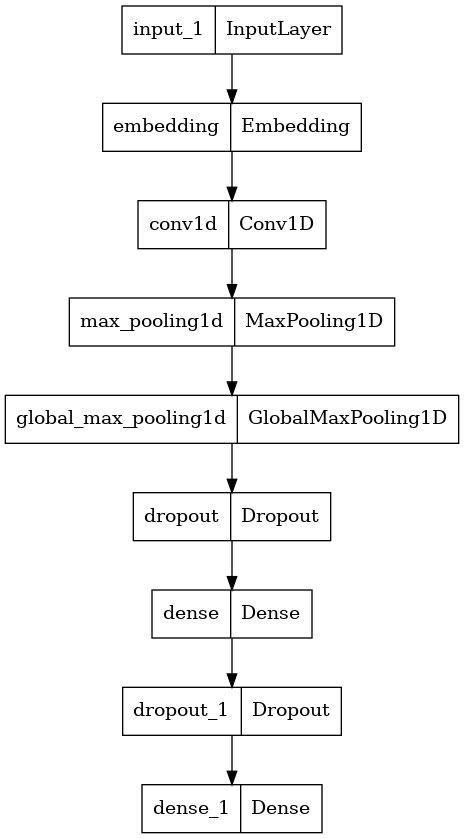 input_1 InputLayer
embedding Embedding
conv1d Conv1D
max_pooling1d MaxPooling1D
global_max_pooling1d GlobalMaxPooling1D
dropout Dropout
dense Dense
dropout_1 Dropout
dense_1 Dense